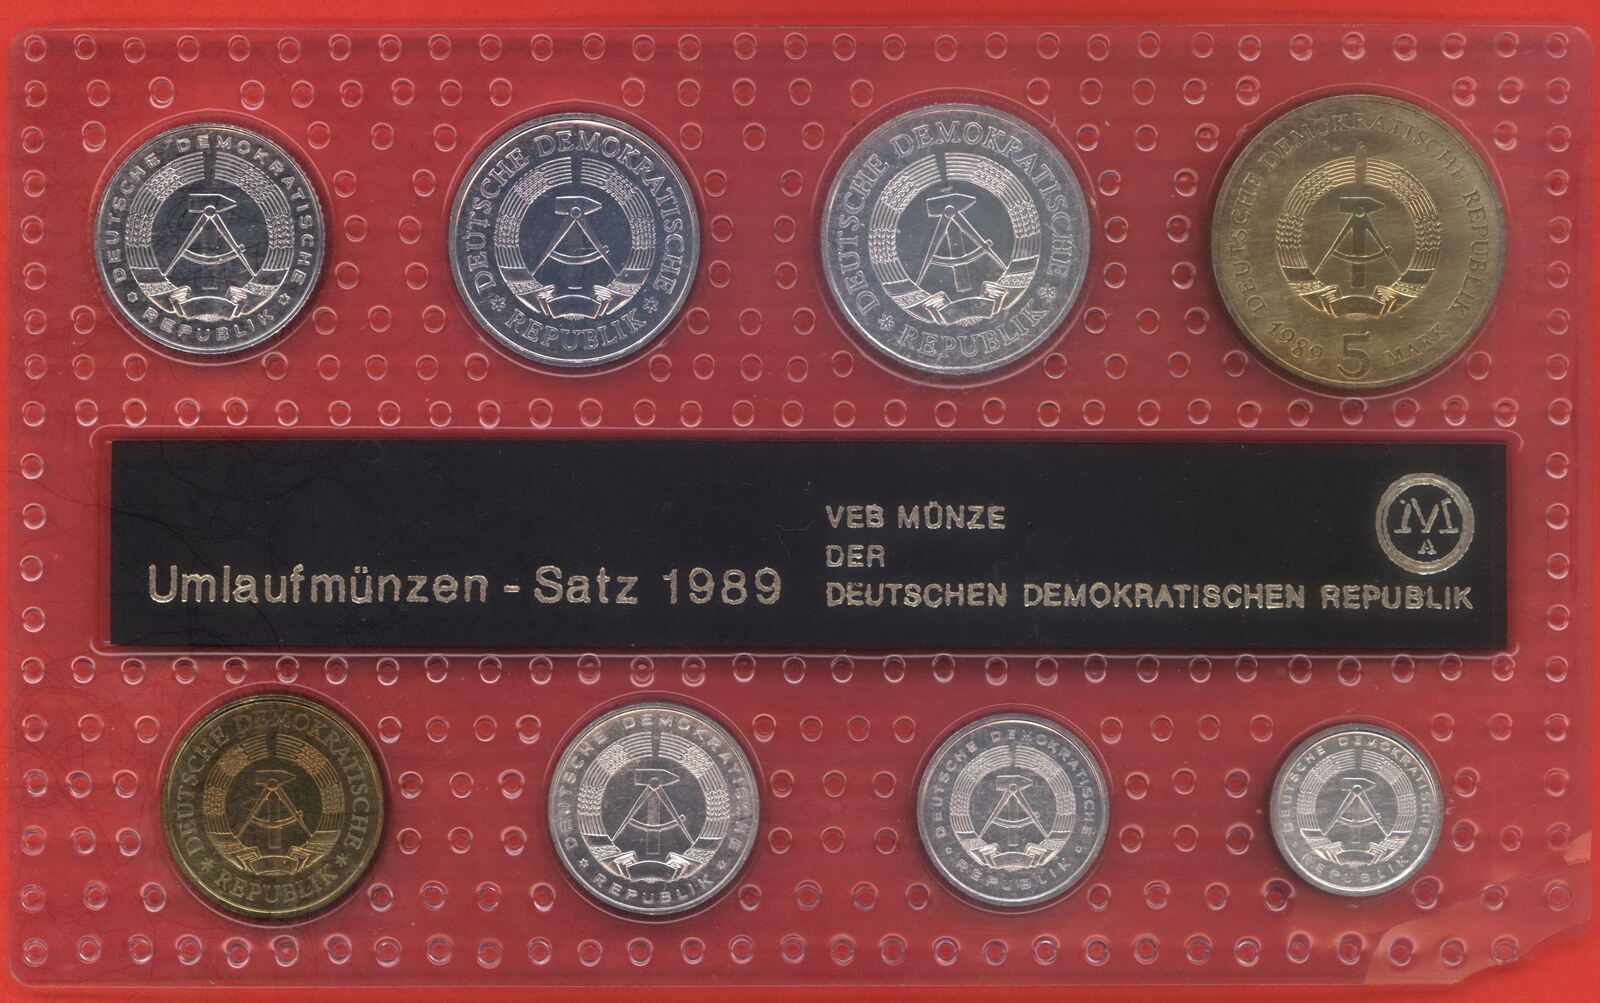 DEUTSCHE DEMOKRATISCHE
* REPUBLIK *
DEUTSCHE DEMOKRATISCHE
* REPUBLIK *
DEUTSCHE DEMOKRATISCHE
* REPUBLIK *
DEUTSCHE DEMOKRATISCHE REPUBLIK
1989 5 MARK
Umlaufmünzen - Satz 1989
VEB MÜNZE
DER
DEUTSCHEN DEMOKRATISCHEN REPUBLIK
M
A
DEUTSCHE DEMOKRATISCHE
* REPUBLIK *
DEUTSCHE DEMOKRATISCHE
* REPUBLIK *
DEUTSCHE DEMOKRATISCHE
· REPUBLIK ·
DEUTSCHE DEMOKRATISCHE
· REPUBLIK ·